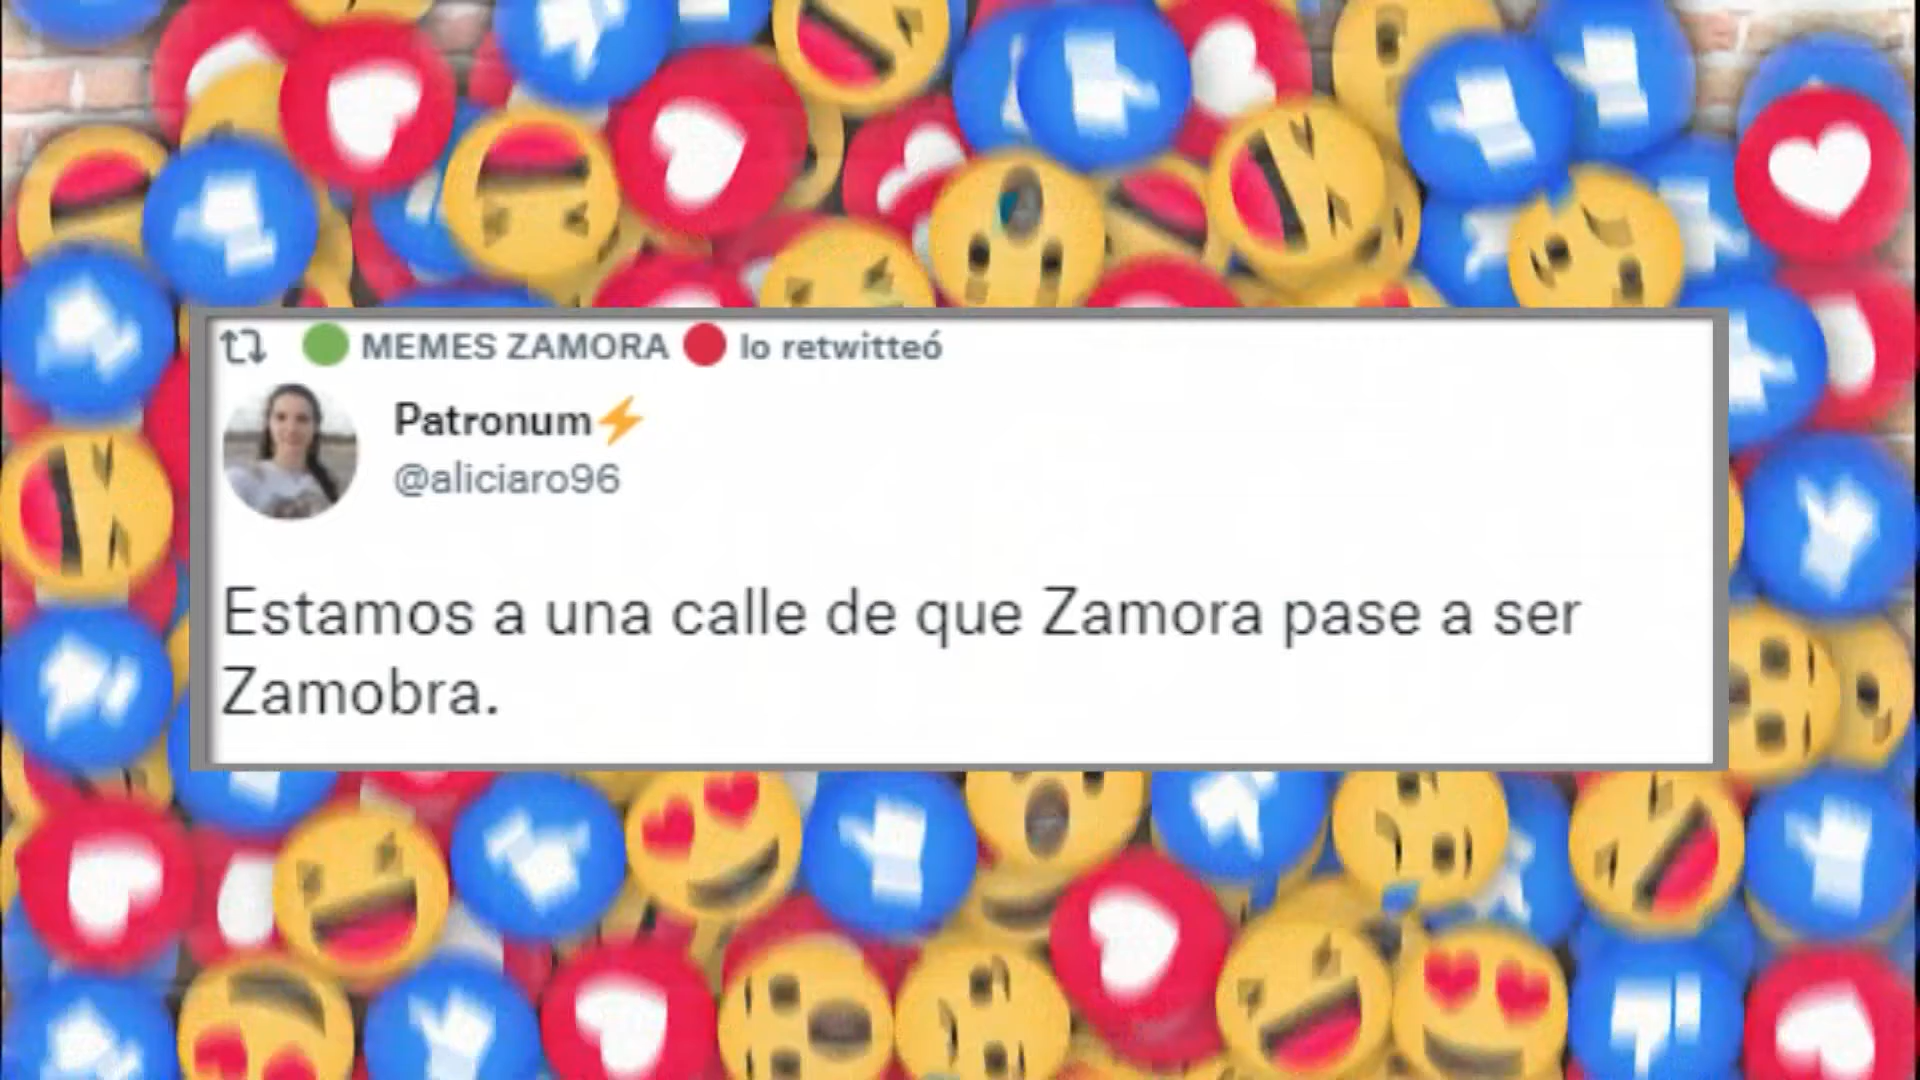 MEMES ZAMORA lo retwitteó
Patronum⚡
@aliciaro96
Estamos a una calle de que Zamora pase a ser
Zamobra.